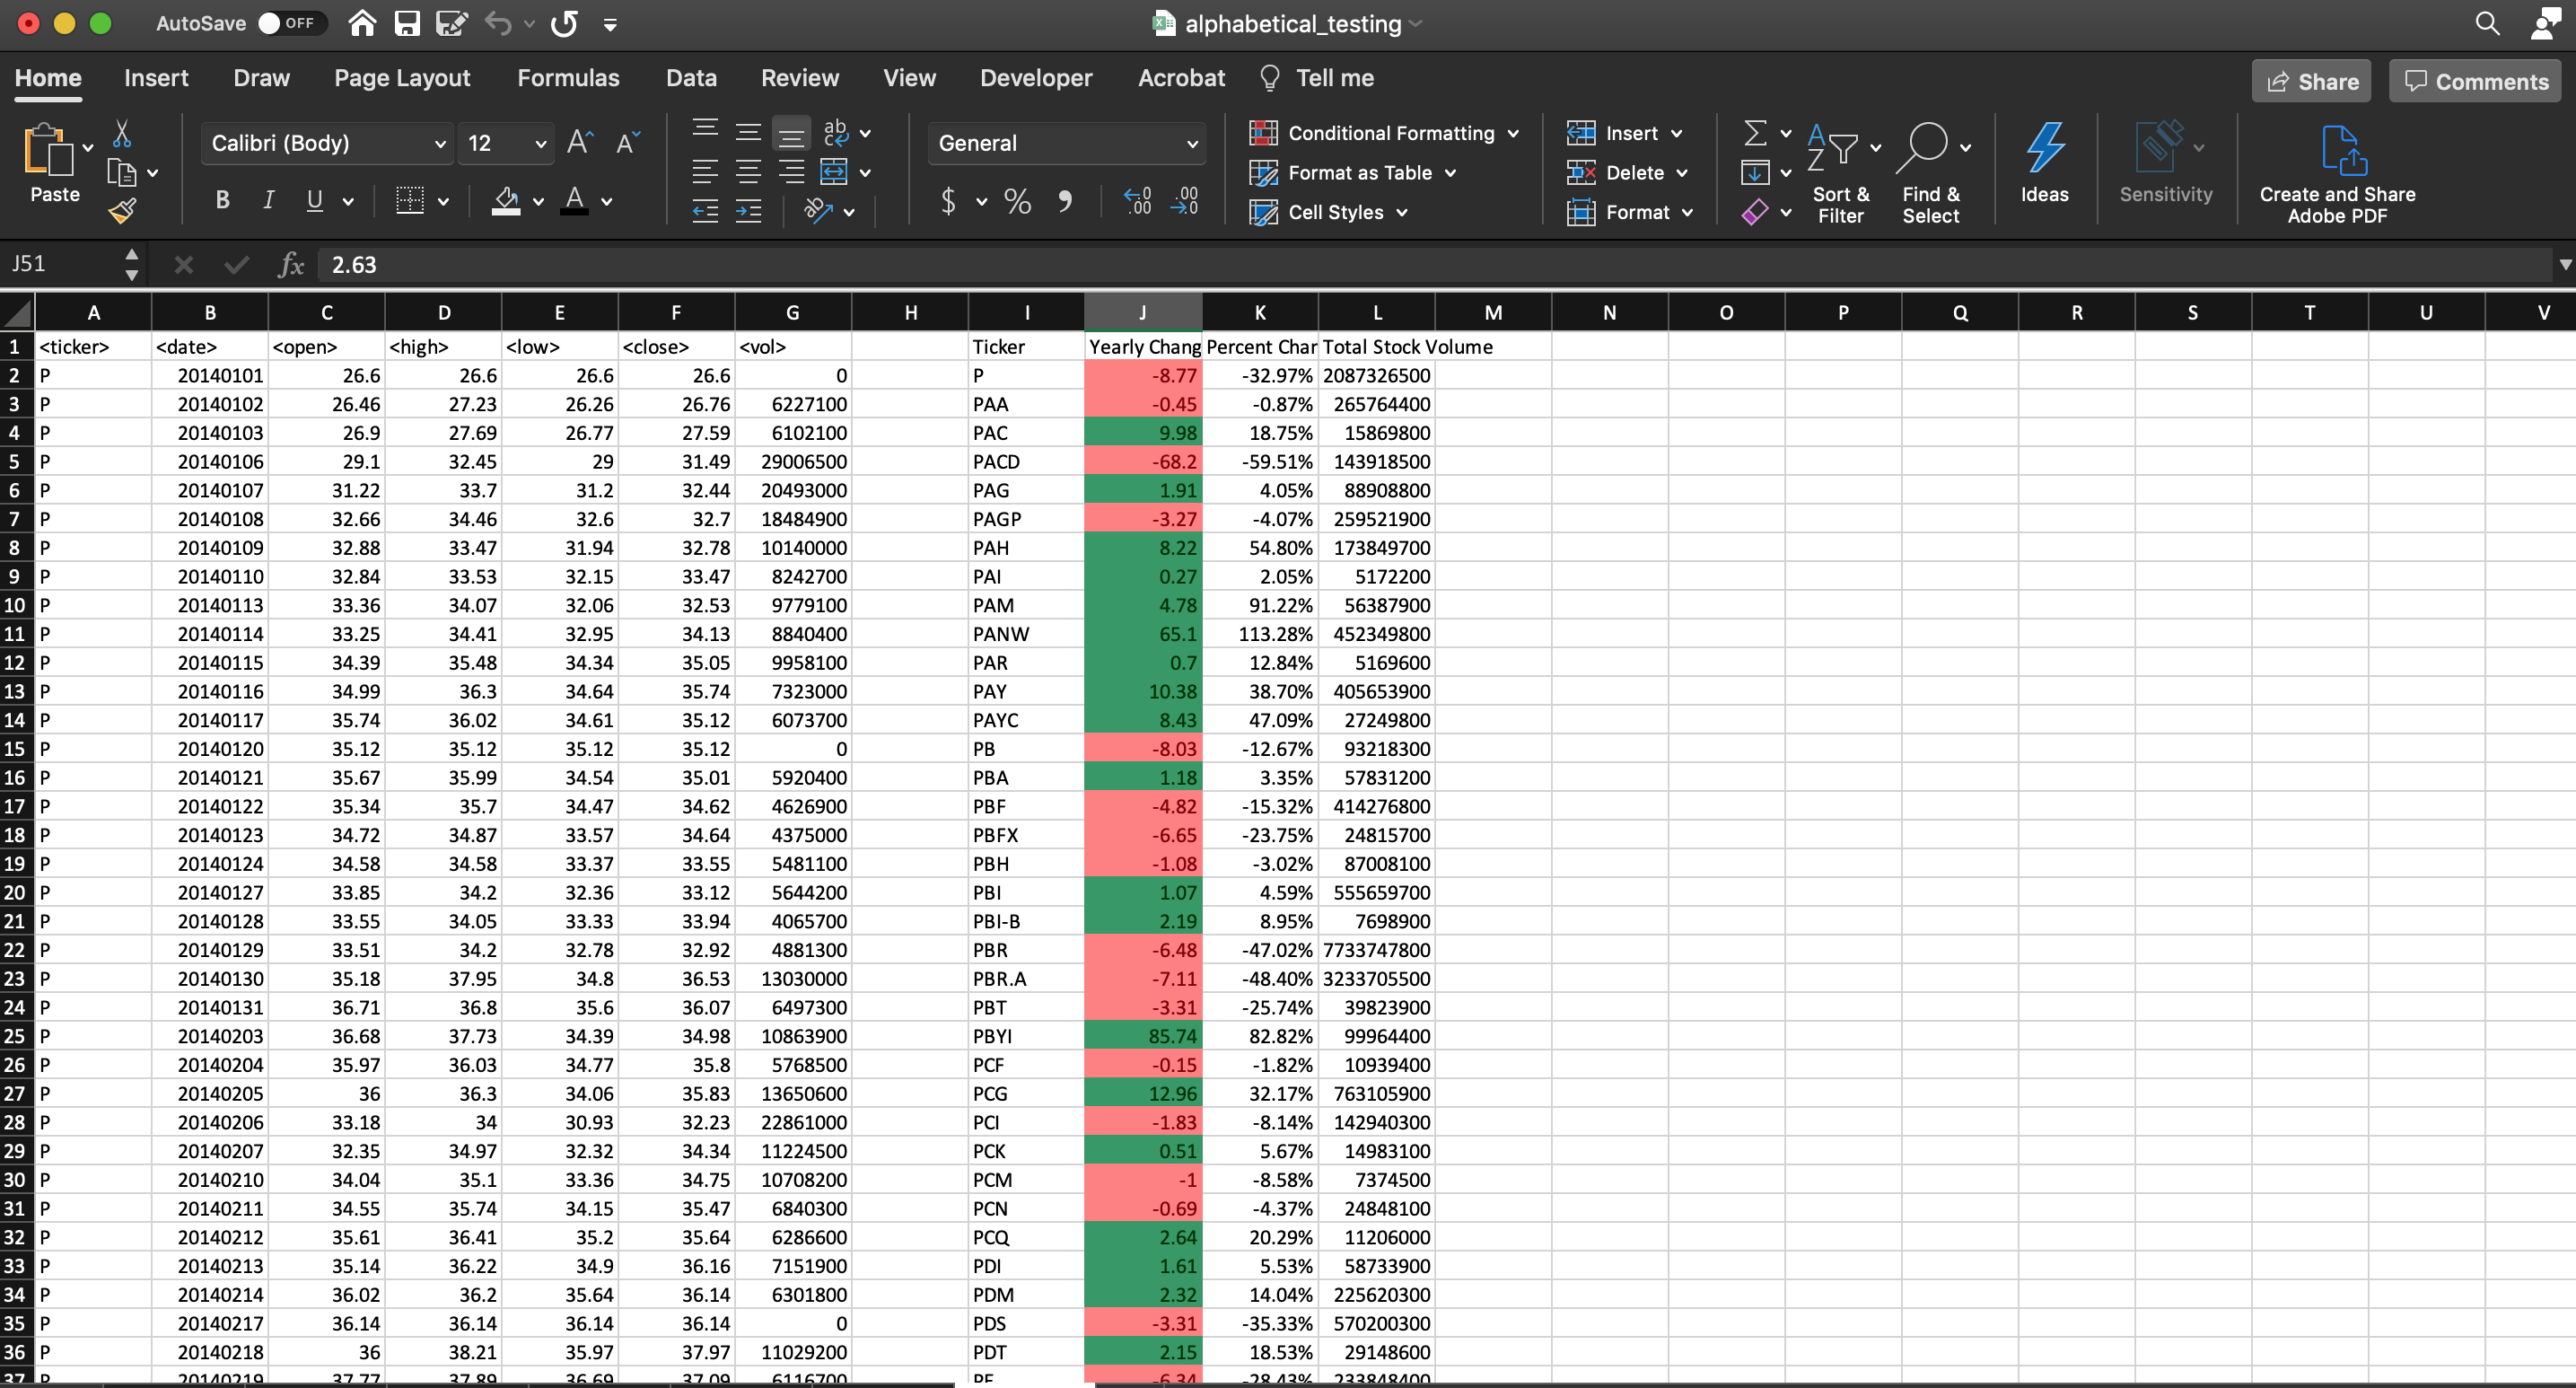 AutoSave OFF alphabetical_testing
Home Insert Draw Page Layout Formulas Data Review View Developer Acrobat Tell me Share Comments
Paste Calibri (Body) 12 General Conditional Formatting Format as Table Cell Styles Insert Delete Format Sort & Filter Find & Select Ideas Sensitivity Create and Share Adobe PDF
J51 fx 2.63
A B C D E F G H I J K L M N O P Q R S T U V
1 <ticker> <date> <open> <high> <low> <close> <vol> Ticker Yearly Chang Percent Char Total Stock Volume
2 P 20140101 26.6 26.6 26.6 26.6 0 P -8.77 -32.97% 2087326500
3 P 20140102 26.46 27.23 26.26 26.76 6227100 PAA -0.45 -0.87% 265764400
4 P 20140103 26.9 27.69 26.77 27.59 6102100 PAC 9.98 18.75% 15869800
5 P 20140106 29.1 32.45 29 31.49 29006500 PACD -68.2 -59.51% 143918500
6 P 20140107 31.22 33.7 31.2 32.44 20493000 PAG 1.91 4.05% 88908800
7 P 20140108 32.66 34.46 32.6 32.7 18484900 PAGP -3.27 -4.07% 259521900
8 P 20140109 32.88 33.47 31.94 32.78 10140000 PAH 8.22 54.80% 173849700
9 P 20140110 32.84 33.53 32.15 33.47 8242700 PAI 0.27 2.05% 5172200
10 P 20140113 33.36 34.07 32.06 32.53 9779100 PAM 4.78 91.22% 56387900
11 P 20140114 33.25 34.41 32.95 34.13 8840400 PANW 65.1 113.28% 452349800
12 P 20140115 34.39 35.48 34.34 35.05 9958100 PAR 0.7 12.84% 5169600
13 P 20140116 34.99 36.3 34.64 35.74 7323000 PAY 10.38 38.70% 405653900
14 P 20140117 35.74 36.02 34.61 35.12 6073700 PAYC 8.43 47.09% 27249800
15 P 20140120 35.12 35.12 35.12 35.12 0 PB -8.03 -12.67% 93218300
16 P 20140121 35.67 35.99 34.54 35.01 5920400 PBA 1.18 3.35% 57831200
17 P 20140122 35.34 35.7 34.47 34.62 4626900 PBF -4.82 -15.32% 414276800
18 P 20140123 34.72 34.87 33.57 34.64 4375000 PBFX -6.65 -23.75% 24815700
19 P 20140124 34.58 34.58 33.37 33.55 5481100 PBH -1.08 -3.02% 87008100
20 P 20140127 33.85 34.2 32.36 33.12 5644200 PBI 1.07 4.59% 555659700
21 P 20140128 33.55 34.05 33.33 33.94 4065700 PBI-B 2.19 8.95% 7698900
22 P 20140129 33.51 34.2 32.78 32.92 4881300 PBR -6.48 -47.02% 7733747800
23 P 20140130 35.18 37.95 34.8 36.53 13030000 PBR.A -7.11 -48.40% 3233705500
24 P 20140131 36.71 36.8 35.6 36.07 6497300 PBT -3.31 -25.74% 39823900
25 P 20140203 36.68 37.73 34.39 34.98 10863900 PBYI 85.74 82.82% 99964400
26 P 20140204 35.97 36.03 34.77 35.8 5768500 PCF -0.15 -1.82% 10939400
27 P 20140205 36 36.3 34.06 35.83 13650600 PCG 12.96 32.17% 763105900
28 P 20140206 33.18 34 30.93 32.23 22861000 PCI -1.83 -8.14% 142940300
29 P 20140207 32.35 34.97 32.32 34.34 11224500 PCK 0.51 5.67% 14983100
30 P 20140210 34.04 35.1 33.36 34.75 10708200 PCM -1 -8.58% 7374500
31 P 20140211 34.55 35.74 34.15 35.47 6840300 PCN -0.69 -4.37% 24848100
32 P 20140212 35.61 36.41 35.2 35.64 6286600 PCQ 2.64 20.29% 11206000
33 P 20140213 35.14 36.22 34.9 36.16 7151900 PDI 1.61 5.53% 58733900
34 P 20140214 36.02 36.2 35.64 36.14 6301800 PDM 2.32 14.04% 225620300
35 P 20140217 36.14 36.14 36.14 36.14 0 PDS -3.31 -35.33% 570200300
36 P 20140218 36 38.21 35.97 37.97 11029200 PDT 2.15 18.53% 29148600
37 P 20140219 37.77 37.89 36.69 37.09 6116700 -6.34 -28.43% 233848400